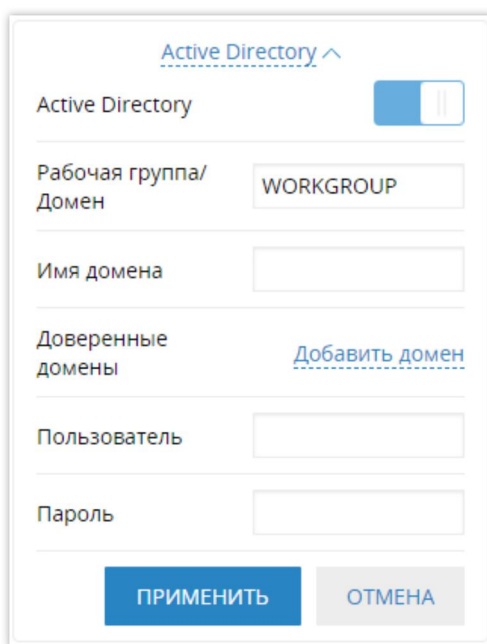 Active Directory
Active Directory
Рабочая группа/
Домен
WORKGROUP
Имя домена
Доверенные
домены
Добавить домен
Пользователь
Пароль
ПРИМЕНИТЬ
ОТМЕНА